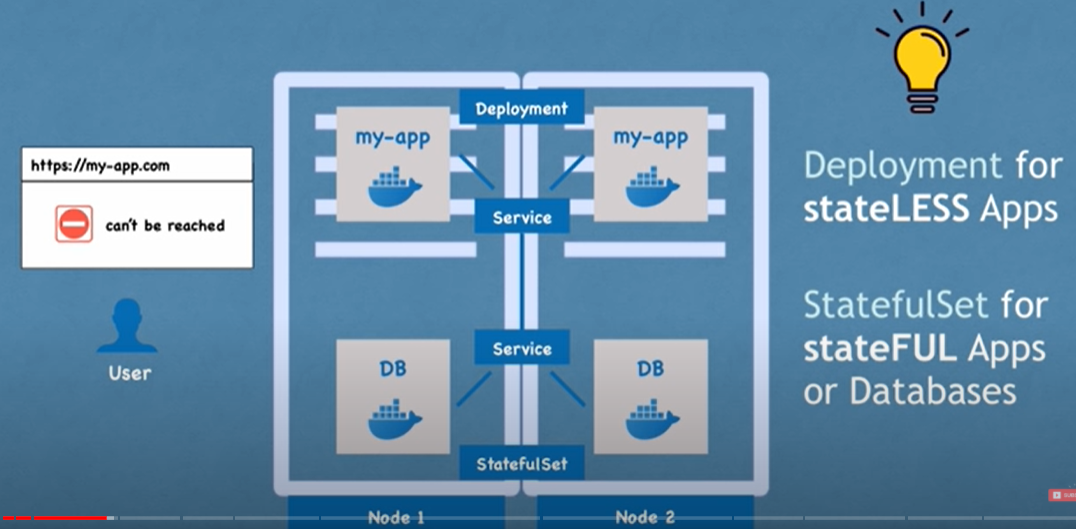 https://my-app.com
can't be reached
User
Deployment
my-app
my-app
Service
Service
DB
DB
StatefulSet
Node 1
Node 2
Deployment for
stateLESS Apps
StatefulSet for
stateFUL Apps
or Databases